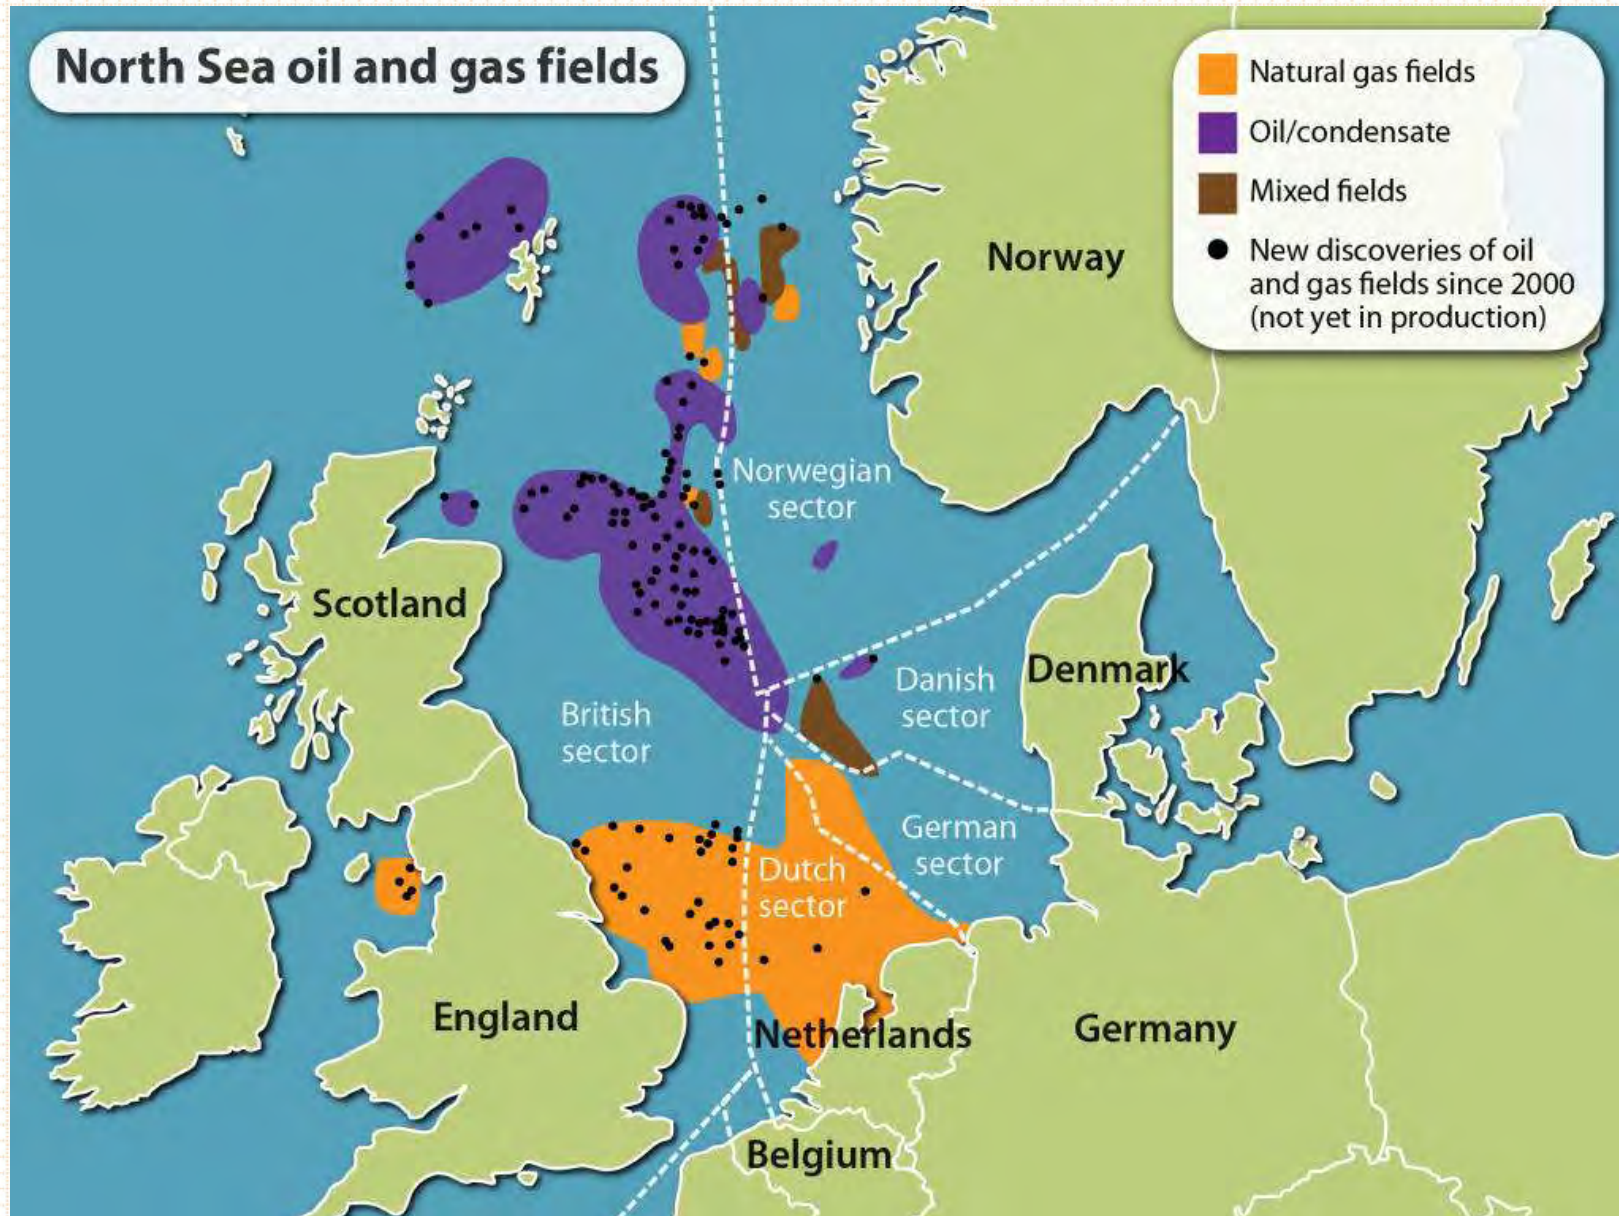 North Sea oil and gas fields
Natural gas fields
Oil/condensate
Mixed fields
New discoveries of oil
and gas fields since 2000
(not yet in production)
Norway
Norwegian
sector
Scotland
Denmark
Danish
sector
British
sector
German
sector
Dutch
sector
England
Netherlands
Germany
Belgium